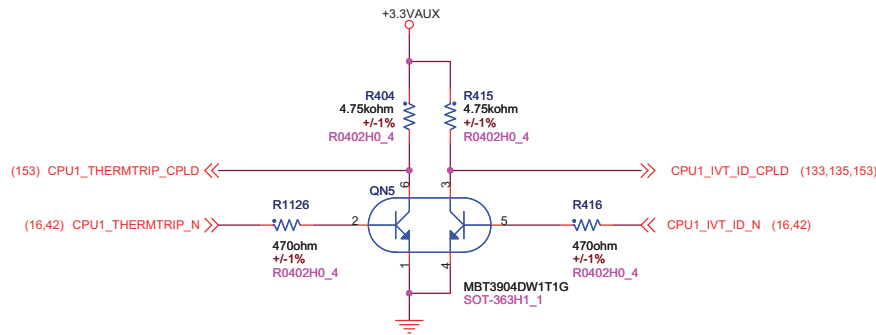 +3.3VAUX
R404
4.75kohm
+/-1%
R0402H0_4
R415
4.75kohm
+/-1%
R0402H0_4
(153) CPU1_THERMTRIP_CPLD
CPU1_IVT_ID_CPLD (133,135,153)
QN5
6
3
R1126
R416
(16,42) CPU1_THERMTRIP_N
2
5
CPU1_IVT_ID_N (16,42)
470ohm
+/-1%
R0402H0_4
470ohm
+/-1%
R0402H0_4
1
4
MBT3904DW1T1G
SOT-363H1_1